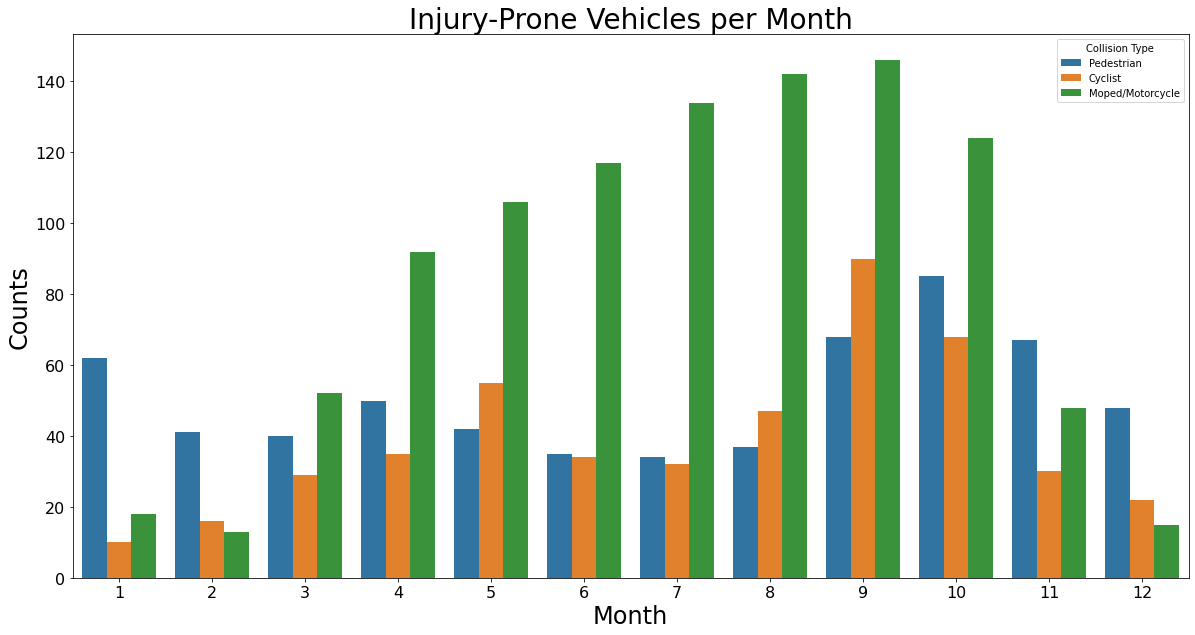 Injury-Prone Vehicles per Month
Collision Type
Pedestrian
Cyclist
Moped/Motorcycle
140
120
100
80
60
40
20
0
Counts
1 2 3 4 5 6 7 8 9 10 11 12
Month